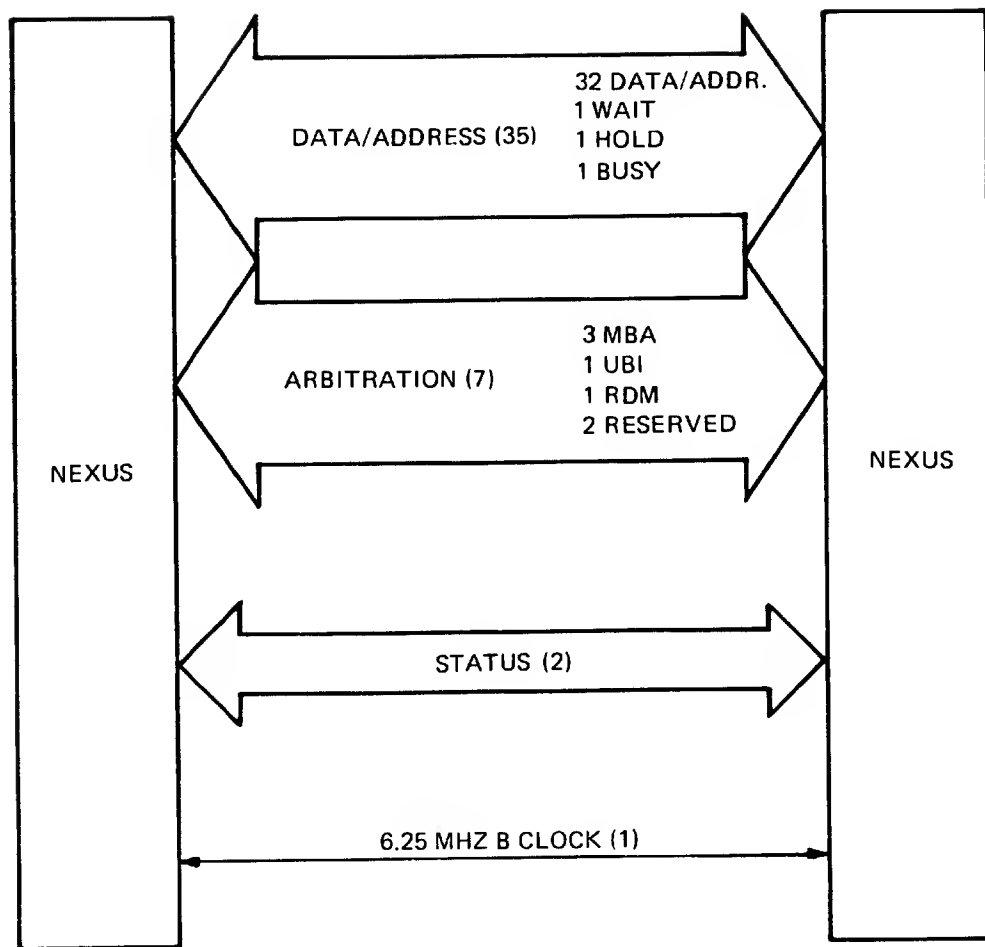 32 DATA/ADDR.
1 WAIT
DATA/ADDRESS (35)
1 HOLD
1 BUSY
3 MBA
1 UBI
ARBITRATION (7)
1 RDM
2 RESERVED
NEXUS
NEXUS
STATUS (2)
6.25 MHZ B CLOCK (1)